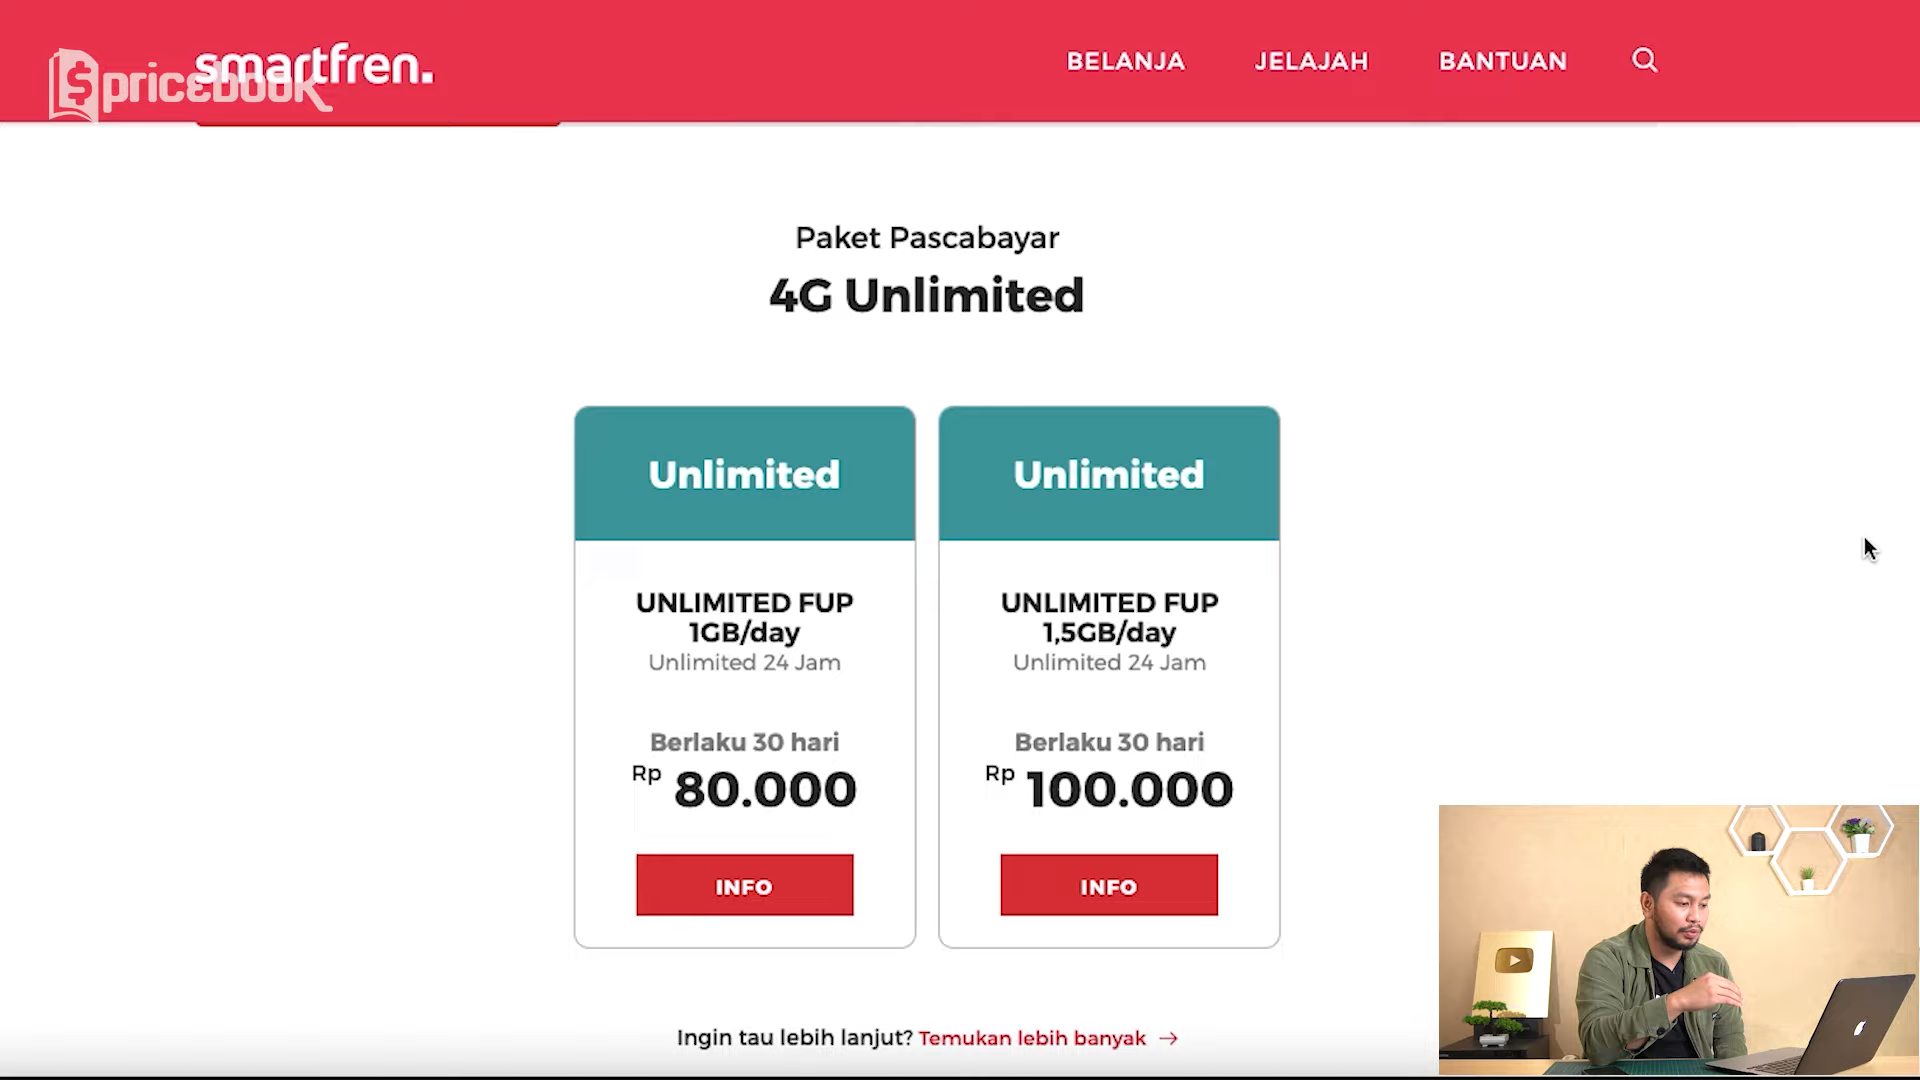 smartfren.
pricebook
BELANJA
JELAJAH
BANTUAN
Paket Pascabayar
4G Unlimited
Unlimited
UNLIMITED FUP
1GB/day
Unlimited 24 Jam
Berlaku 30 hari
Rp 80.000
INFO
Unlimited
UNLIMITED FUP
1,5GB/day
Unlimited 24 Jam
Berlaku 30 hari
Rp 100.000
INFO
Ingin tau lebih lanjut? Temukan lebih banyak →